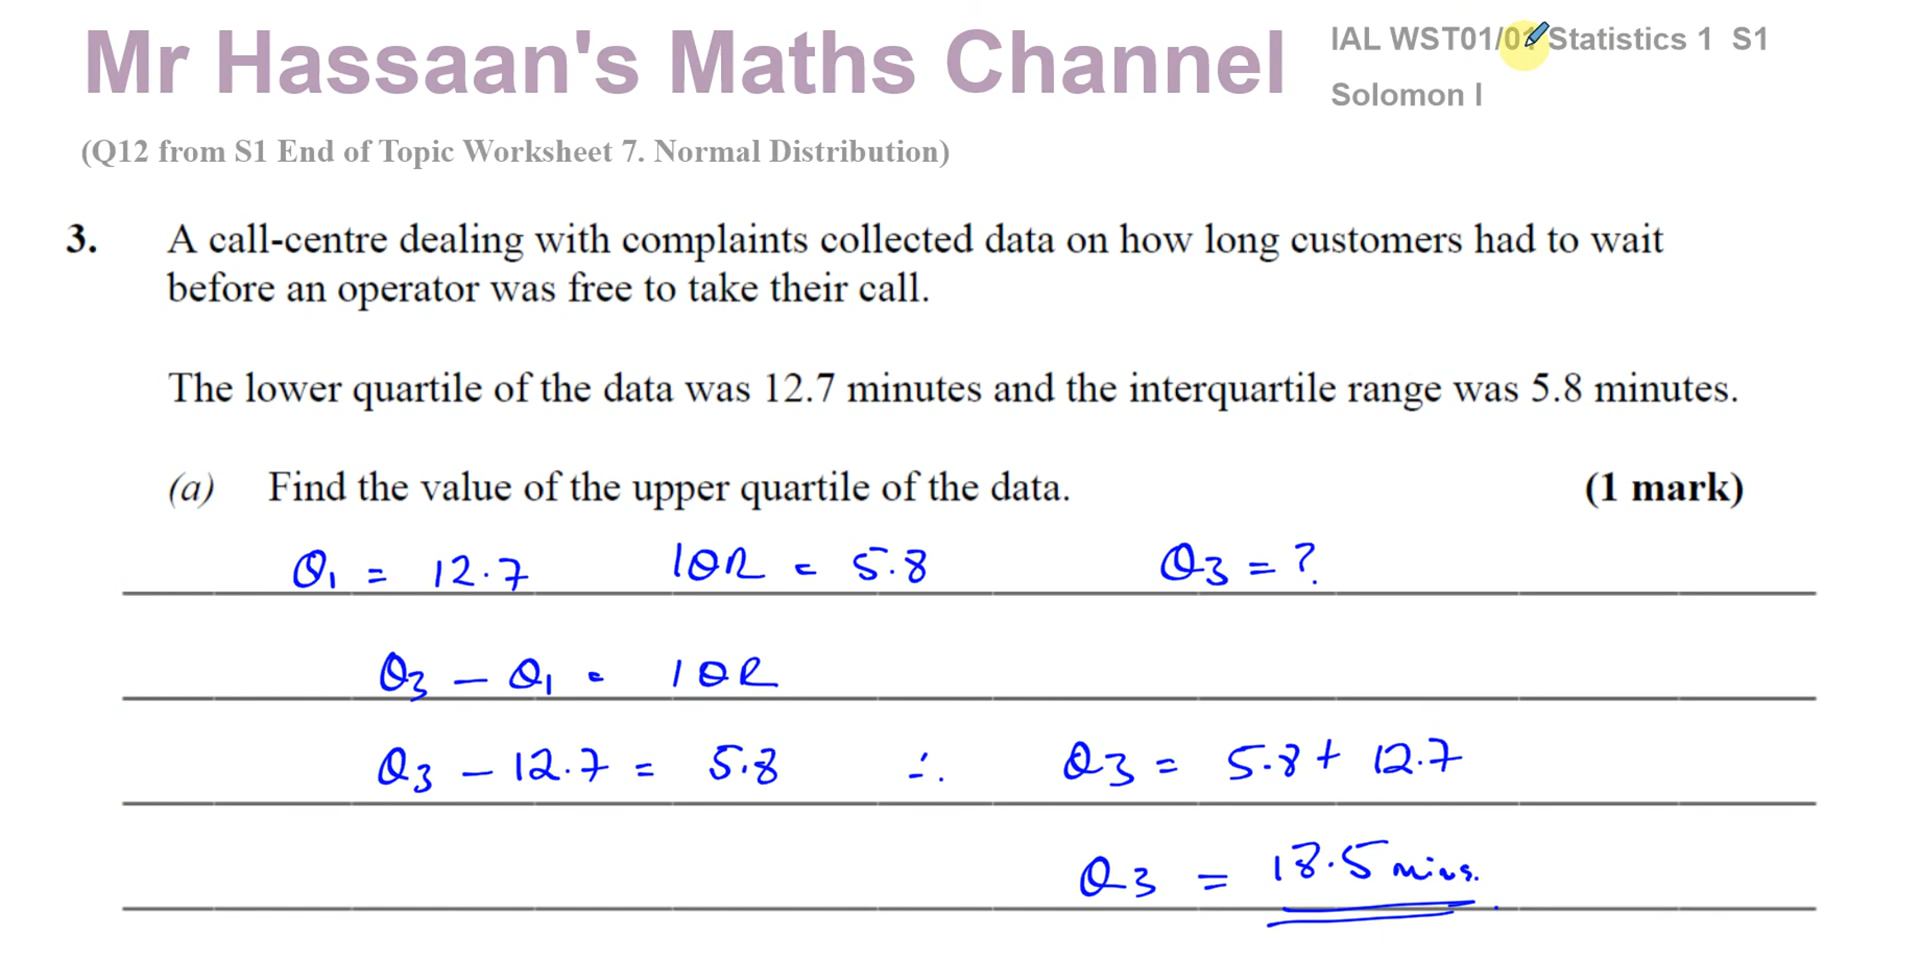 Mr Hassaan's Maths Channel
IAL WST01/01 Statistics 1 S1
Solomon I
(Q12 from S1 End of Topic Worksheet 7. Normal Distribution)
3. A call-centre dealing with complaints collected data on how long customers had to wait
before an operator was free to take their call.
The lower quartile of the data was 12.7 minutes and the interquartile range was 5.8 minutes.
(a) Find the value of the upper quartile of the data. (1 mark)
Q1 = 12.7 IQR = 5.8 Q3 = ?
Q3 - Q1 = IQR
Q3 - 12.7 = 5.8 ∴ Q3 = 5.8 + 12.7
Q3 = 18.5 mins.